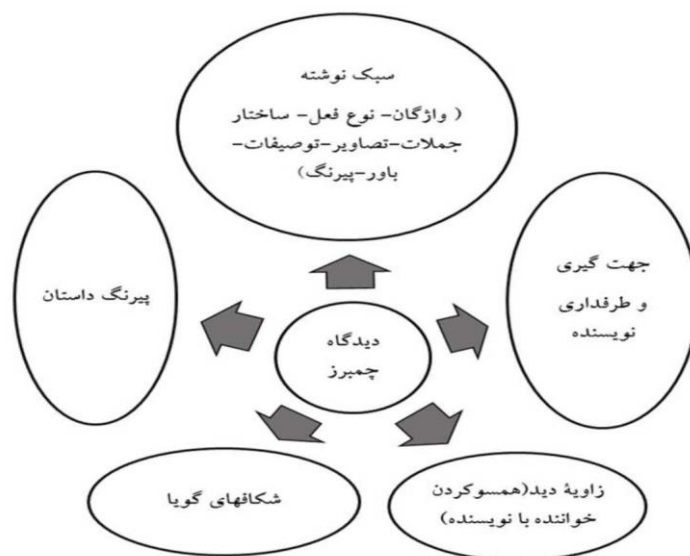 سبک نوشته
( واژگان- نوع فعل- ساختار
جملات-تصاویر-توصیفات-
باور-پیرنگ)
جهت گیری
و طرفداری
نویسنده
پیرنگ داستان
دیدگاه
چمبرز
زاویۀ دید(همسوکردن
خواننده با نویسنده)
شکافهای گویا